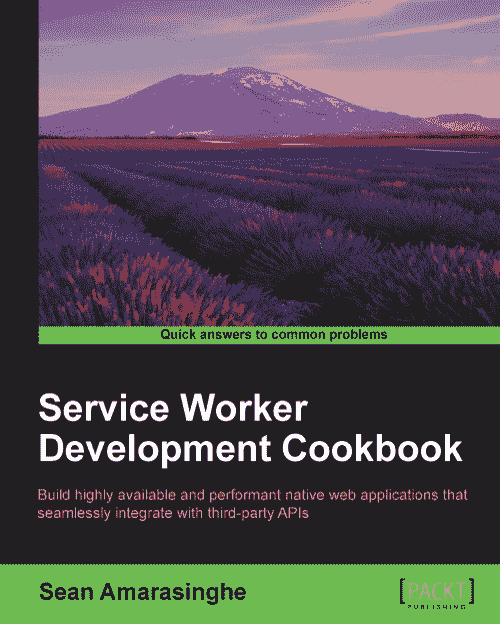 Quick answers to common problems
Service Worker
Development Cookbook
Build highly available and performant native web applications that
seamlessly integrate with third-party APIs
Sean Amarasinghe
[PACKT]
PUBLISHING